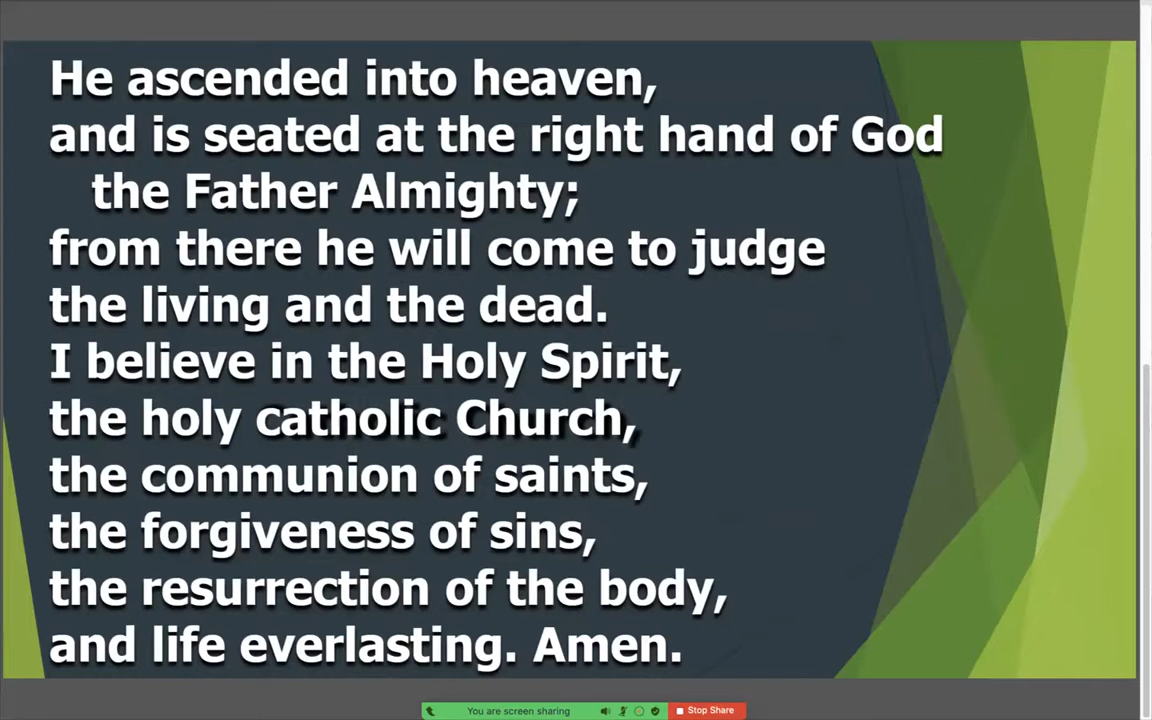 He ascended into heaven,
and is seated at the right hand of God
the Father Almighty;
from there he will come to judge
the living and the dead.
I believe in the Holy Spirit,
the holy catholic Church,
the communion of saints,
the forgiveness of sins,
the resurrection of the body,
and life everlasting. Amen.
You are screen sharing
Stop Share